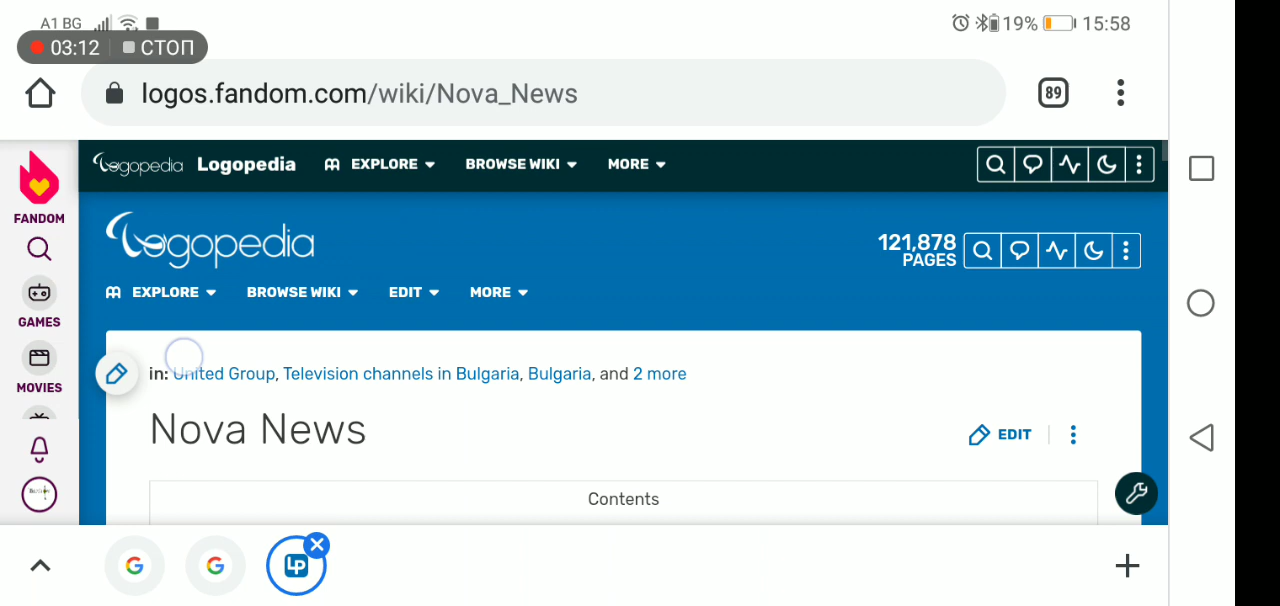 A1 BG
19% 15:58
03:12 СТОП
logos.fandom.com/wiki/Nova_News
89
Logopedia Logopedia EXPLORE BROWSE WIKI MORE
FANDOM
Logopedia
121,878
PAGES
EXPLORE BROWSE WIKI EDIT MORE
GAMES
in: United Group, Television channels in Bulgaria, Bulgaria, and 2 more
MOVIES
Nova News
EDIT
Contents
G G LP